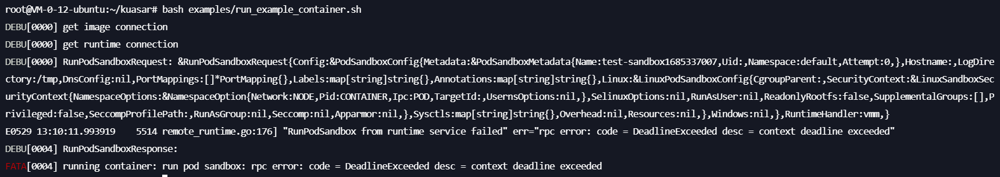 root@VM-0-12-ubuntu:~/kuasar# bash examples/run_example_container.sh
DEBU[0000] get image connection
DEBU[0000] get runtime connection
DEBU[0000] RunPodSandboxRequest: &RunPodSandboxRequest{Config:&PodSandboxConfig{Metadata:&PodSandboxMetadata{Name:test-sandbox1685337007,Uid:,Namespace:default,Attempt:0,},Hostname:,LogDire
ctory:/tmp,DnsConfig:nil,PortMappings:[]*PortMapping{},Labels:map[string]string{},Annotations:map[string]string{},Linux:&LinuxPodSandboxConfig{CgroupParent:,SecurityContext:&LinuxSandboxSec
urityContext{NamespaceOptions:&NamespaceOption{Network:NODE,Pid:CONTAINER,Ipc:POD,TargetId:,UsernsOptions:nil,},SelinuxOptions:nil,RunAsUser:nil,ReadonlyRootfs:false,SupplementalGroups:[],P
rivileged:false,SeccompProfilePath:,RunAsGroup:nil,Seccomp:nil,Apparmor:nil,},Sysctls:map[string]string{},Overhead:nil,Resources:nil,},Windows:nil,},RuntimeHandler:vmm,}
E0529 13:10:11.993919    5514 remote_runtime.go:176] "RunPodSandbox from runtime service failed" err="rpc error: code = DeadlineExceeded desc = context deadline exceeded"
DEBU[0004] RunPodSandboxResponse:
FATA[0004] running container: run pod sandbox: rpc error: code = DeadlineExceeded desc = context deadline exceeded